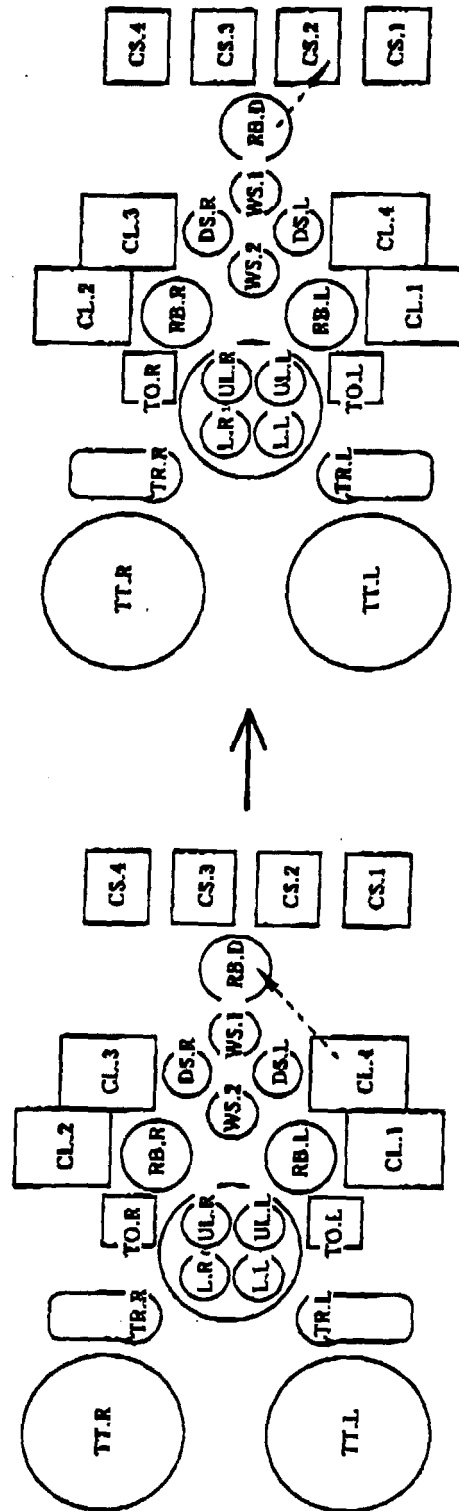 TT.R
TR.R
TO.R
CL.2
CL.3
CS.4
RB.R
DS.R
CS.3
L.R
UL.R
WS.2
WS.1
RB.D
L.L
UL.L
RB.L
DS.L
CS.2
TT.L
TR.L
TO.L
CL.1
CL.4
CS.1
TT.R
TR.R
TO.R
CL.2
CL.3
CS.4
RB.R
DS.R
CS.3
L.R
UL.R
WS.2
WS.1
RB.D
L.L
UL.L
RB.L
DS.L
CS.2
TT.L
TR.L
TO.L
CL.1
CL.4
CS.1